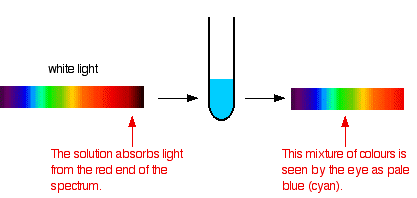 white light
The solution absorbs light
from the red end of the
spectrum.
This mixture of colours is
seen by the eye as pale
blue (cyan).